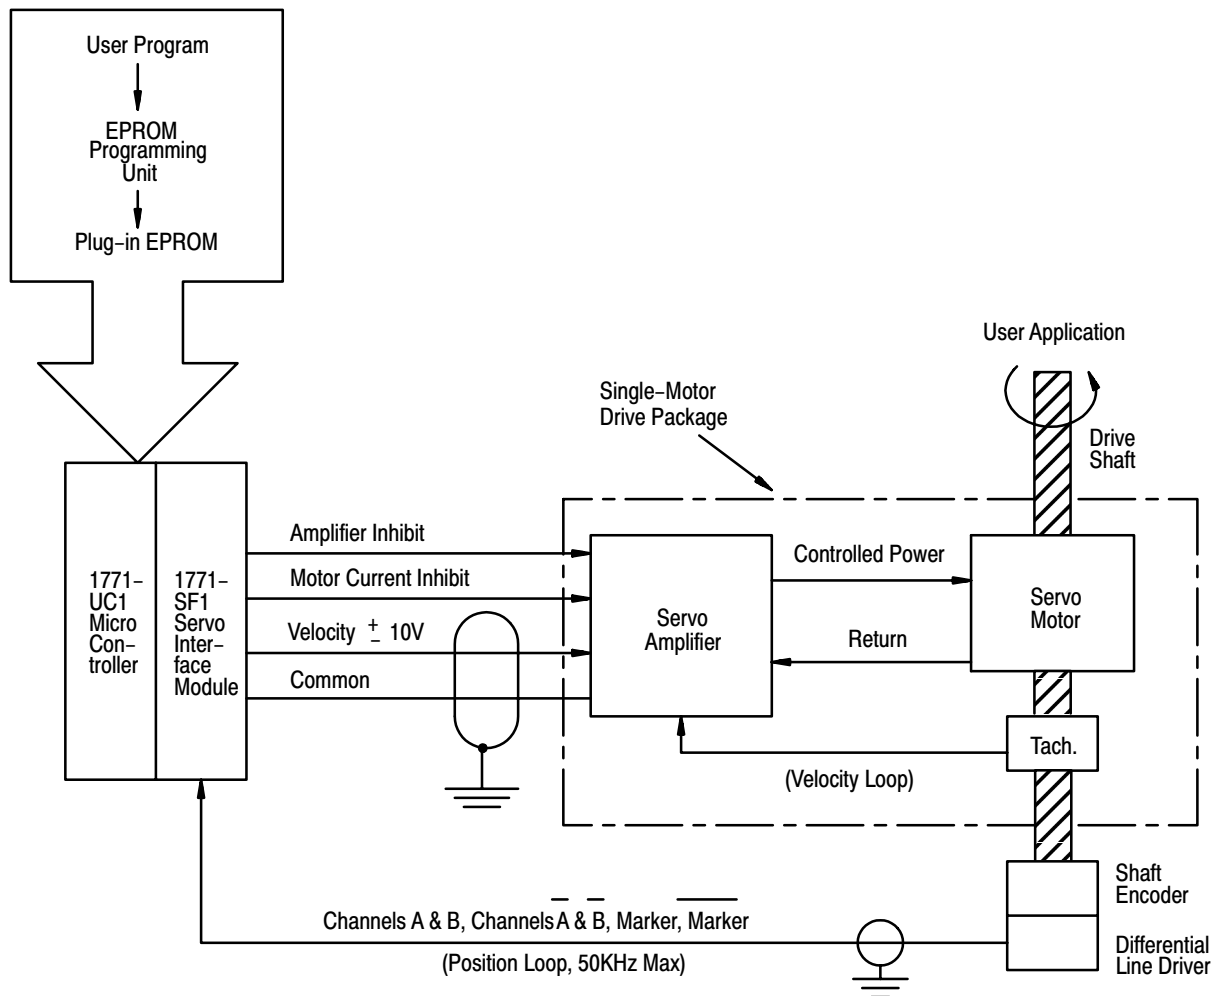 User Program
EPROM
Programming
Unit
Plug-in EPROM
User Application
Single-Motor
Drive Package
Drive
Shaft
1771-
UC1
Micro
Con-
troller
1771-
SF1
Servo
Inter-
face
Module
Amplifier Inhibit
Motor Current Inhibit
Velocity ± 10V
Common
Servo
Amplifier
Controlled Power
Return
Servo
Motor
Tach.
(Velocity Loop)
Shaft
Encoder
Differential
Line Driver
Channels A & B, Channels A̅ & B̅, Marker, M̅a̅r̅k̅e̅r̅
(Position Loop, 50KHz Max)